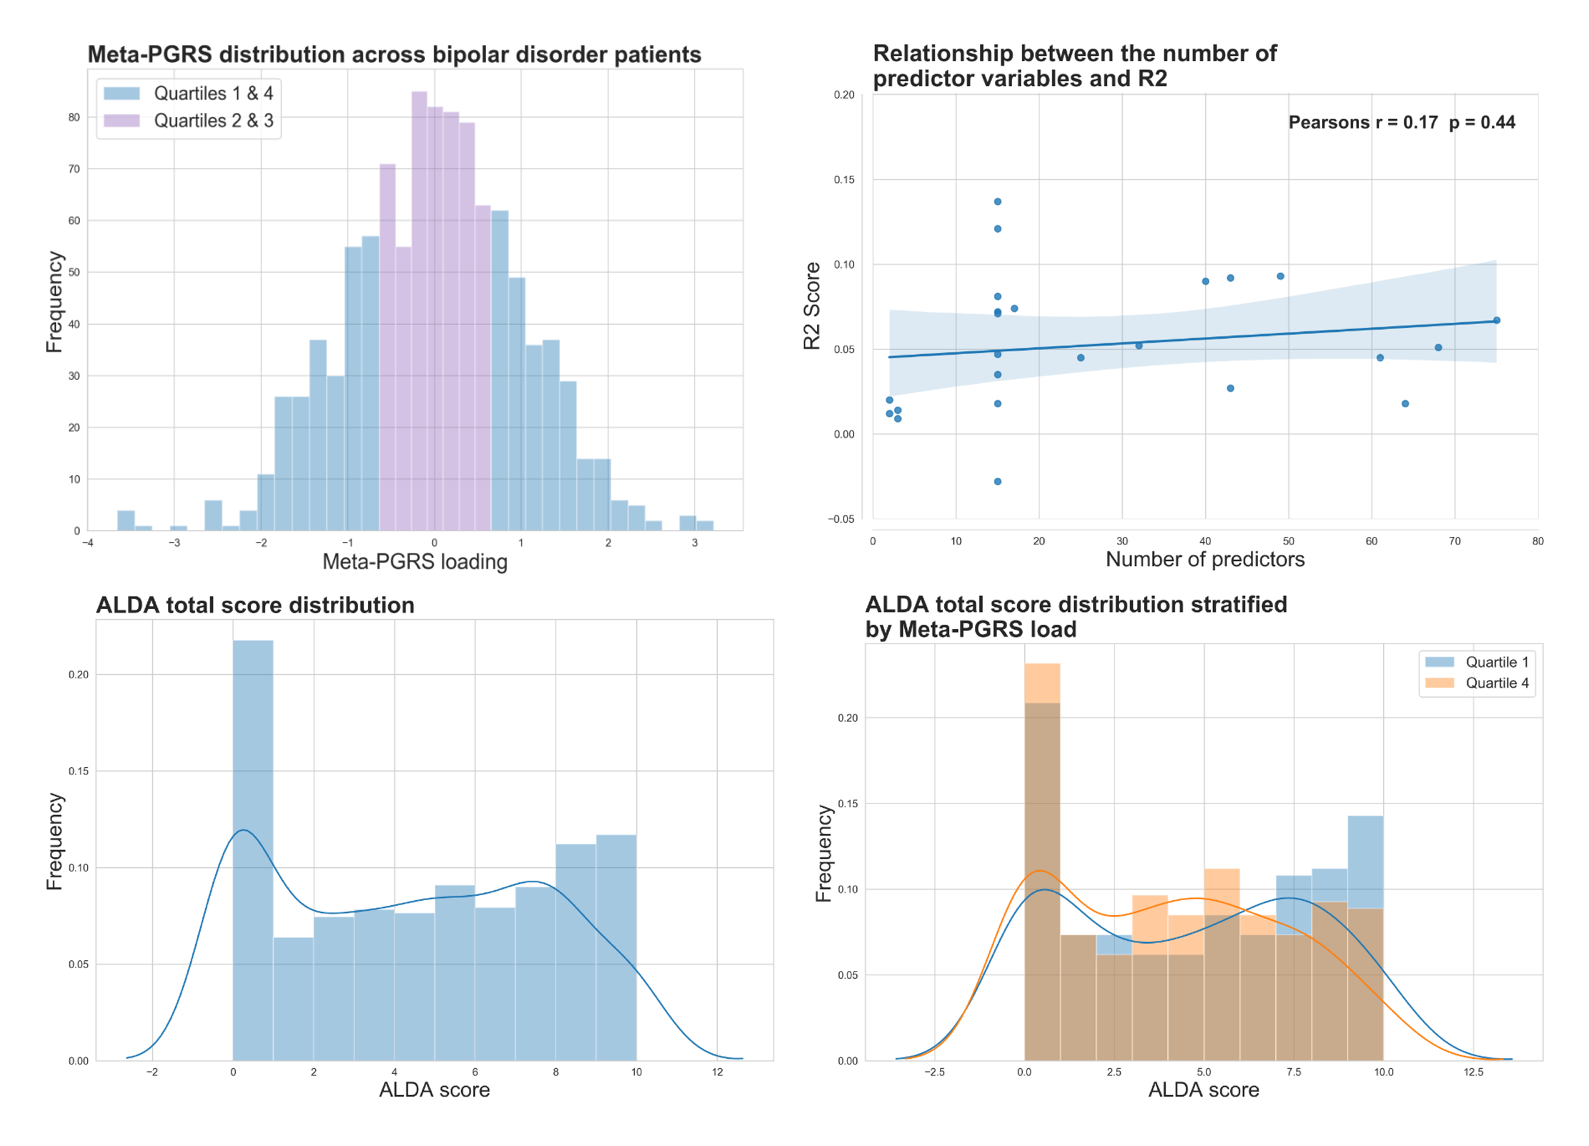 Meta-PGRS distribution across bipolar disorder patients
Quartiles 1 & 4
Quartiles 2 & 3
Frequency
80
70
60
50
40
30
20
10
0
−4 −3 −2 −1 0 1 2 3
Meta-PGRS loading
Relationship between the number of
predictor variables and R2
Pearsons r = 0.17 p = 0.44
R2 Score
0.20
0.15
0.10
0.05
0.00
−0.05
0 10 20 30 40 50 60 70 80
Number of predictors
ALDA total score distribution
Frequency
0.20
0.15
0.10
0.05
0.00
−2 0 2 4 6 8 10 12
ALDA score
ALDA total score distribution stratified
by Meta-PGRS load
Quartile 1
Quartile 4
Frequency
0.20
0.15
0.10
0.05
0.00
−2.5 0.0 2.5 5.0 7.5 10.0 12.5
ALDA score